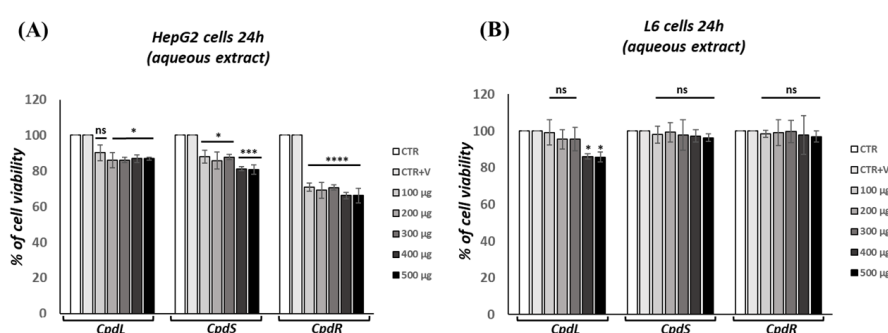 (A)
HepG2 cells 24h
(aqueous extract)
% of cell viability
120
100
80
60
40
20
0
ns
*
*
***
****
CpdL
CpdS
CpdR
CTR
CTR+V
100 µg
200 µg
300 µg
400 µg
500 µg
(B)
L6 cells 24h
(aqueous extract)
% of cell viability
120
100
80
60
40
20
0
ns
* *
ns
ns
CpdL
CpdS
CpdR
CTR
CTR+V
100 µg
200 µg
300 µg
400 µg
500 µg